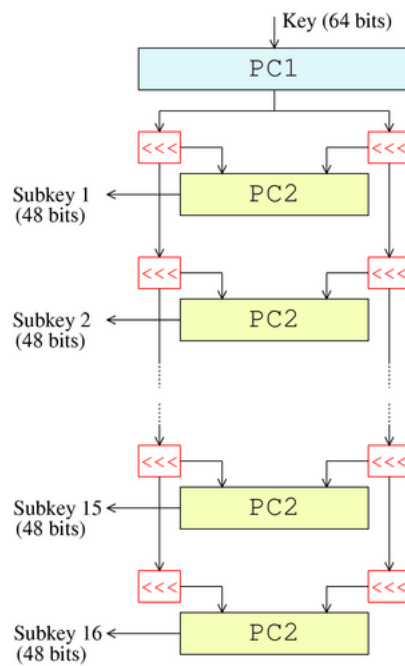 Key (64 bits)
PC1
<<< <<<
Subkey 1
(48 bits)
PC2
<<< <<<
Subkey 2
(48 bits)
PC2
<<< <<<
Subkey 15
(48 bits)
PC2
<<< <<<
Subkey 16
(48 bits)
PC2